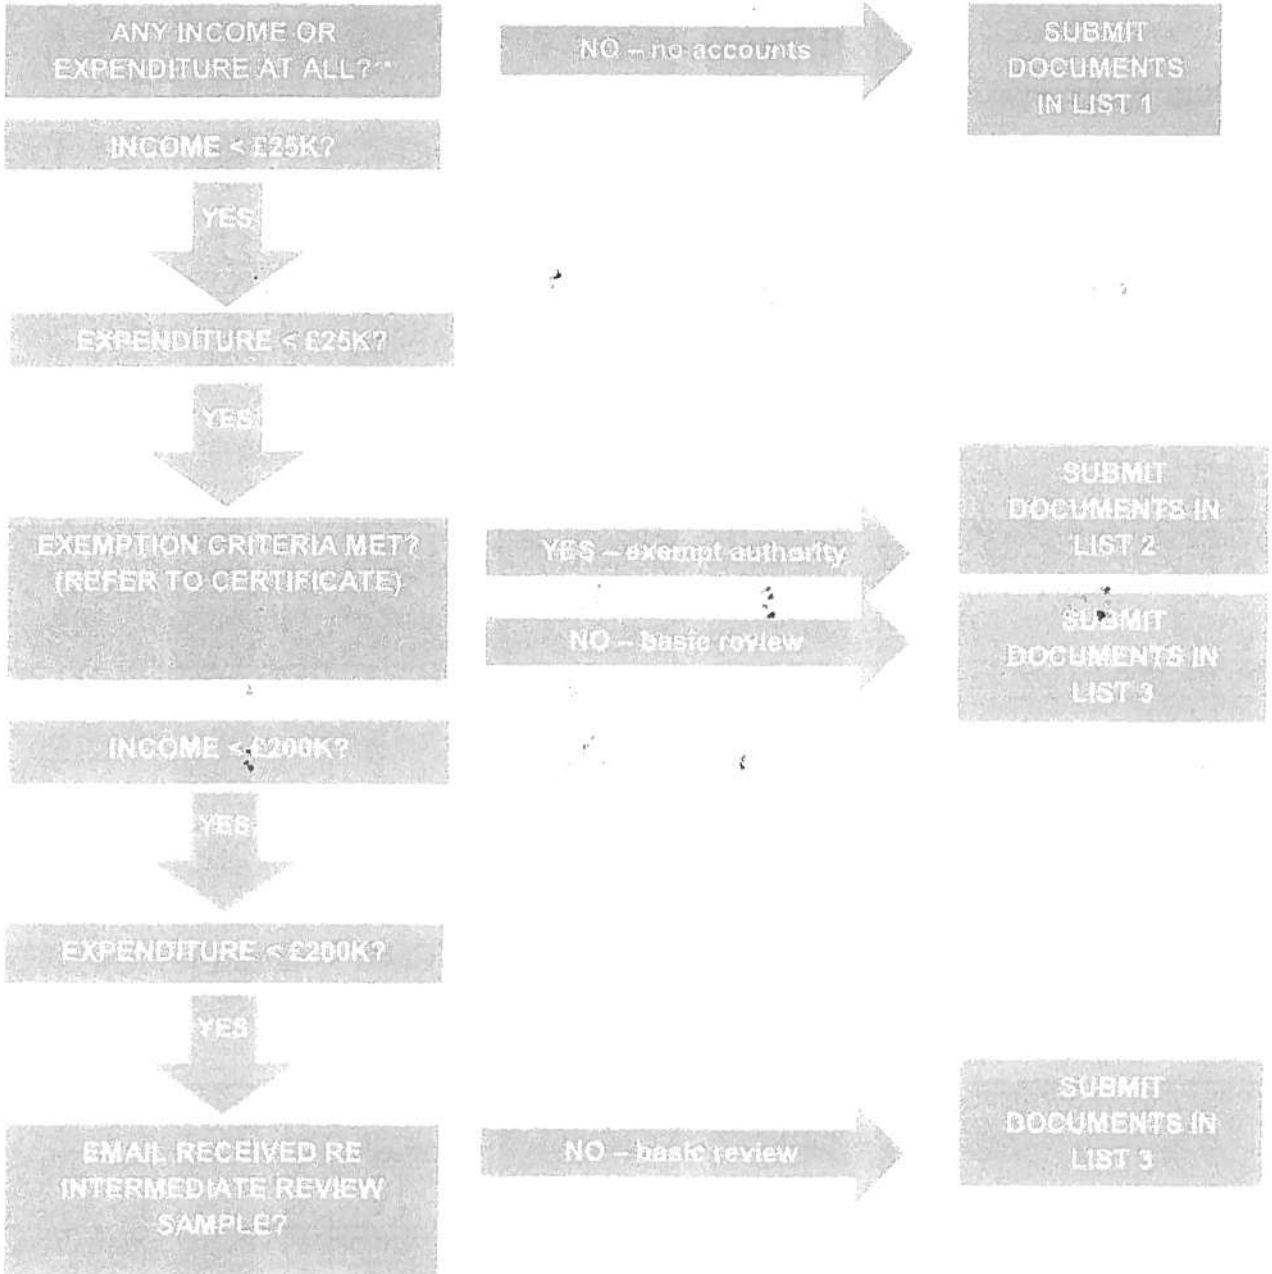 ANY INCOME OR
EXPENDITURE AT ALL?
NO – no accounts
SUBMIT
DOCUMENTS
IN LIST 1
INCOME < £25K?
YES
EXPENDITURE < £25K?
YES
EXEMPTION CRITERIA MET?
(REFER TO CERTIFICATE)
YES – exempt authority
SUBMIT
DOCUMENTS IN
LIST 2
NO – basic review
SUBMIT
DOCUMENTS IN
LIST 3
INCOME < £200K?
YES
EXPENDITURE < £200K?
YES
EMAIL RECEIVED RE
INTERMEDIATE REVIEW
SAMPLE?
NO – basic review
SUBMIT
DOCUMENTS IN
LIST 3